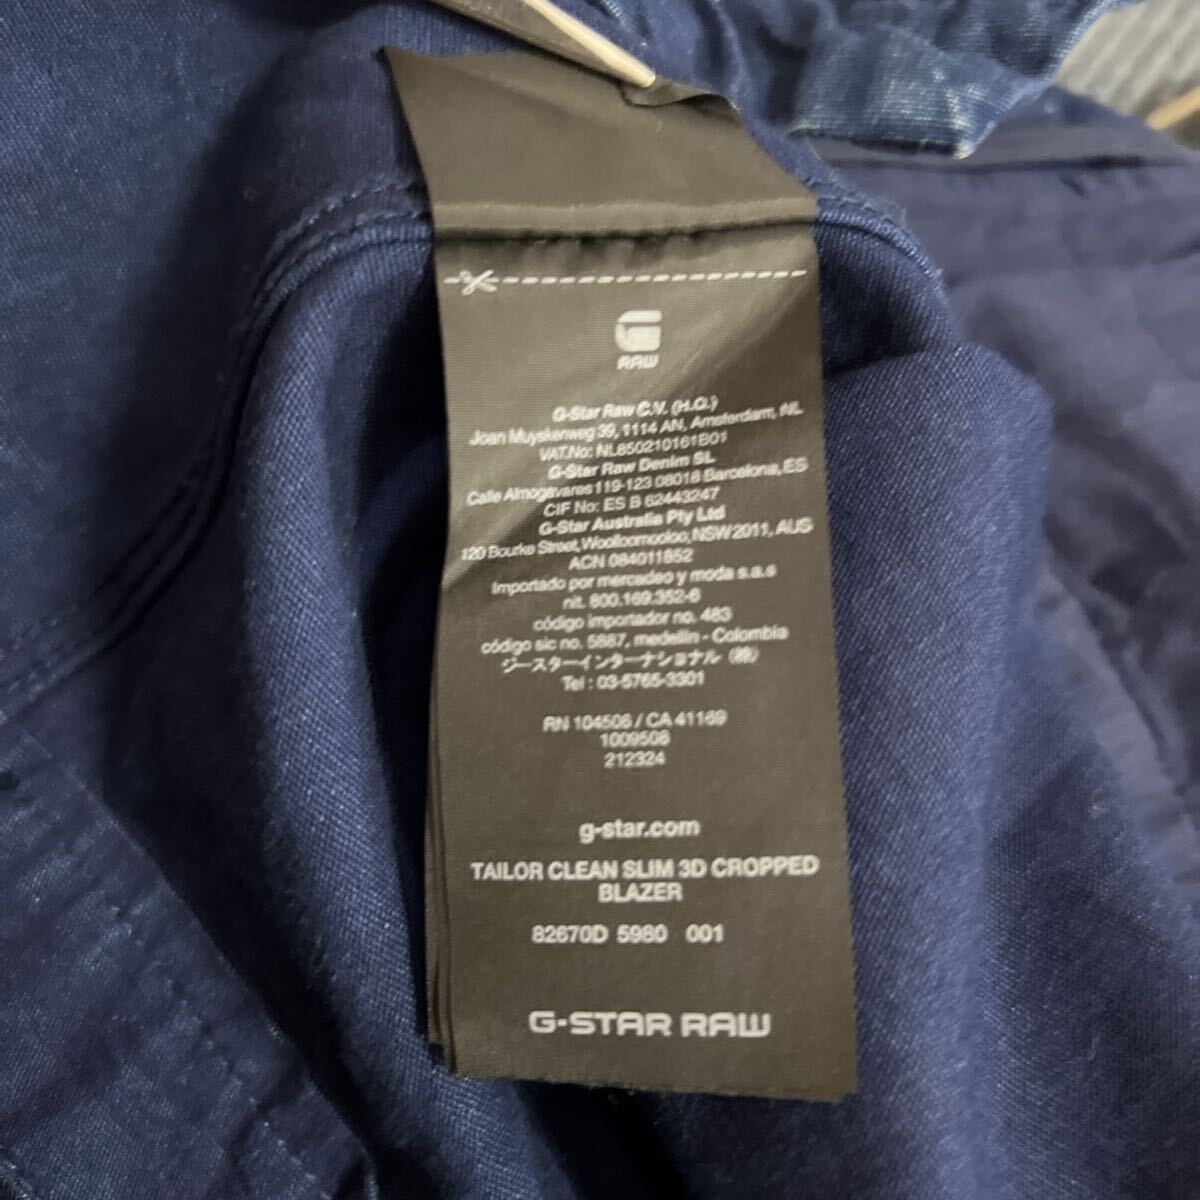 RAW
G-Star Raw C.V. (H.Q.)
Joan Muyskenweg 39, 1114 AN, Amsterdam, NL
VAT.No: NL850210161B01
G-Star Raw Denim SL
Calle Almogavares 119-123 08018 Barcelona, ES
CIF No: ES B 62443247
G-Star Australia Pty Ltd
120 Bourke Street, Woolloomooloo, NSW 2011, AUS
ACN 084011852
Importado por mercadeo y moda s.a.s
nit. 800.169.352-6
código importador no. 483
código sic no. 5887, medellin - Colombia
ジースターインターナショナル（株）
Tel : 03-5765-3301
RN 104506 / CA 41169
1009508
212324
g-star.com
TAILOR CLEAN SLIM 3D CROPPED
BLAZER
82670D 5980 001
G-STAR RAW